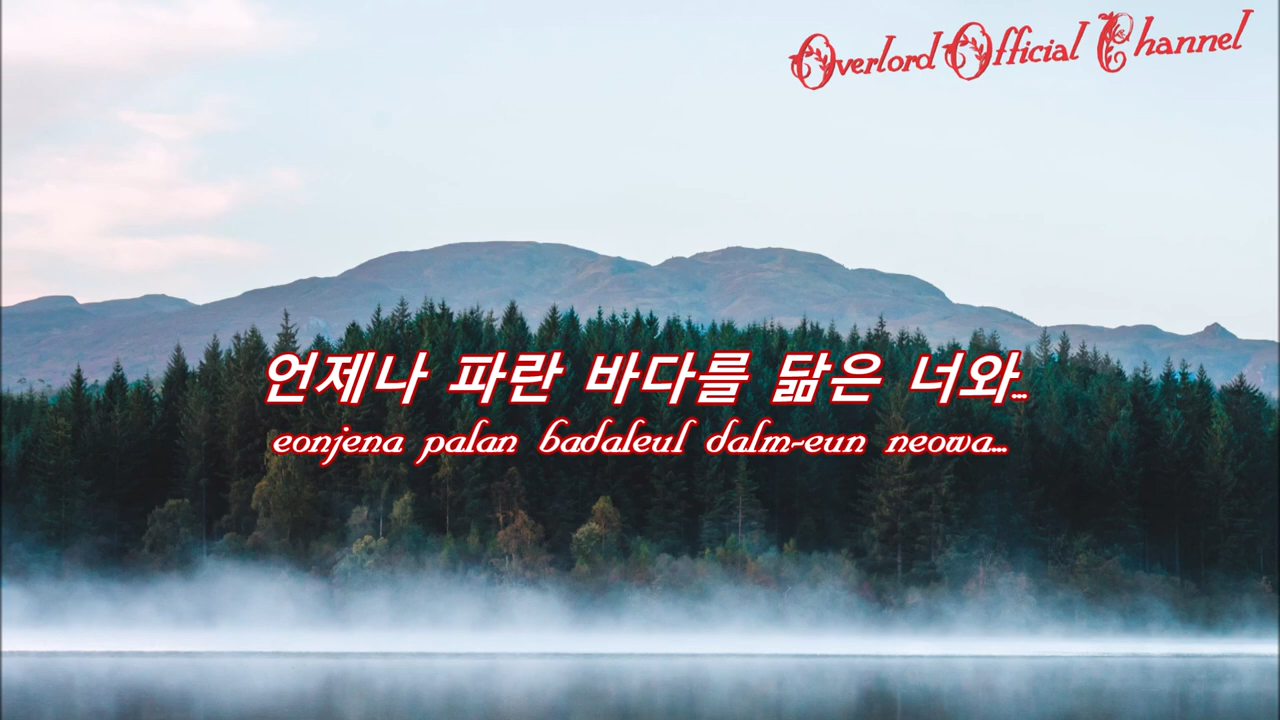 Overlord Official Channel
언제나 파란 바다를 닮은 너와...
eonjena palan badaleul dalm-eun neowa...